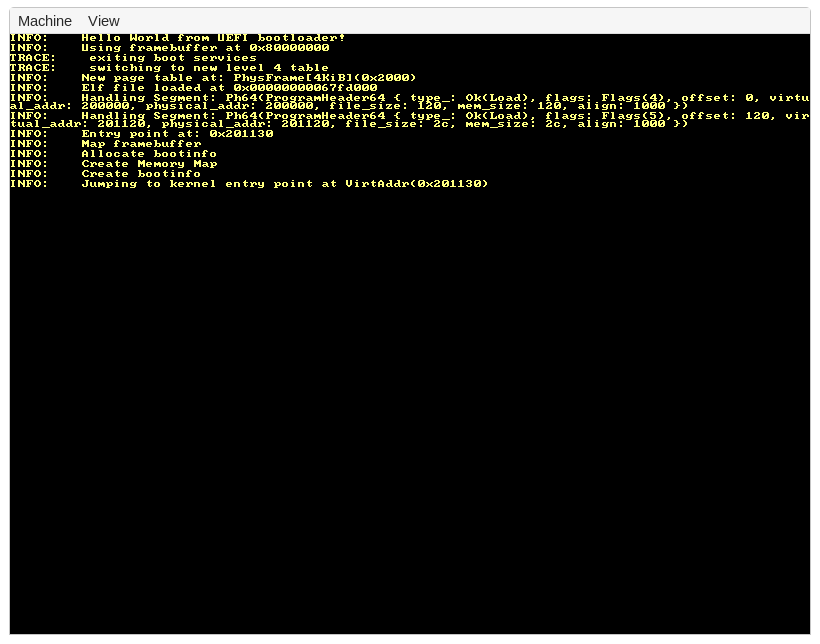 Machine View
INFO: Hello World from UEFI bootloader!
INFO: Using framebuffer at 0x80000000
TRACE: exiting boot services
TRACE: switching to new level 4 table
INFO: New page table at: PhysFrame[4KiB](0x2000)
INFO: Elf file loaded at 0x00000000067fd000
INFO: Handling Segment: Ph64(ProgramHeader64 { type_: Ok(Load), flags: Flags(4), offset: 0, virtu
al_addr: 200000, physical_addr: 200000, file_size: 120, mem_size: 120, align: 1000 })
INFO: Handling Segment: Ph64(ProgramHeader64 { type_: Ok(Load), flags: Flags(5), offset: 120, vir
tual_addr: 201120, physical_addr: 201120, file_size: 2c, mem_size: 2c, align: 1000 })
INFO: Entry point at: 0x201130
INFO: Map framebuffer
INFO: Allocate bootinfo
INFO: Create Memory Map
INFO: Create bootinfo
INFO: Jumping to kernel entry point at VirtAddr(0x201130)